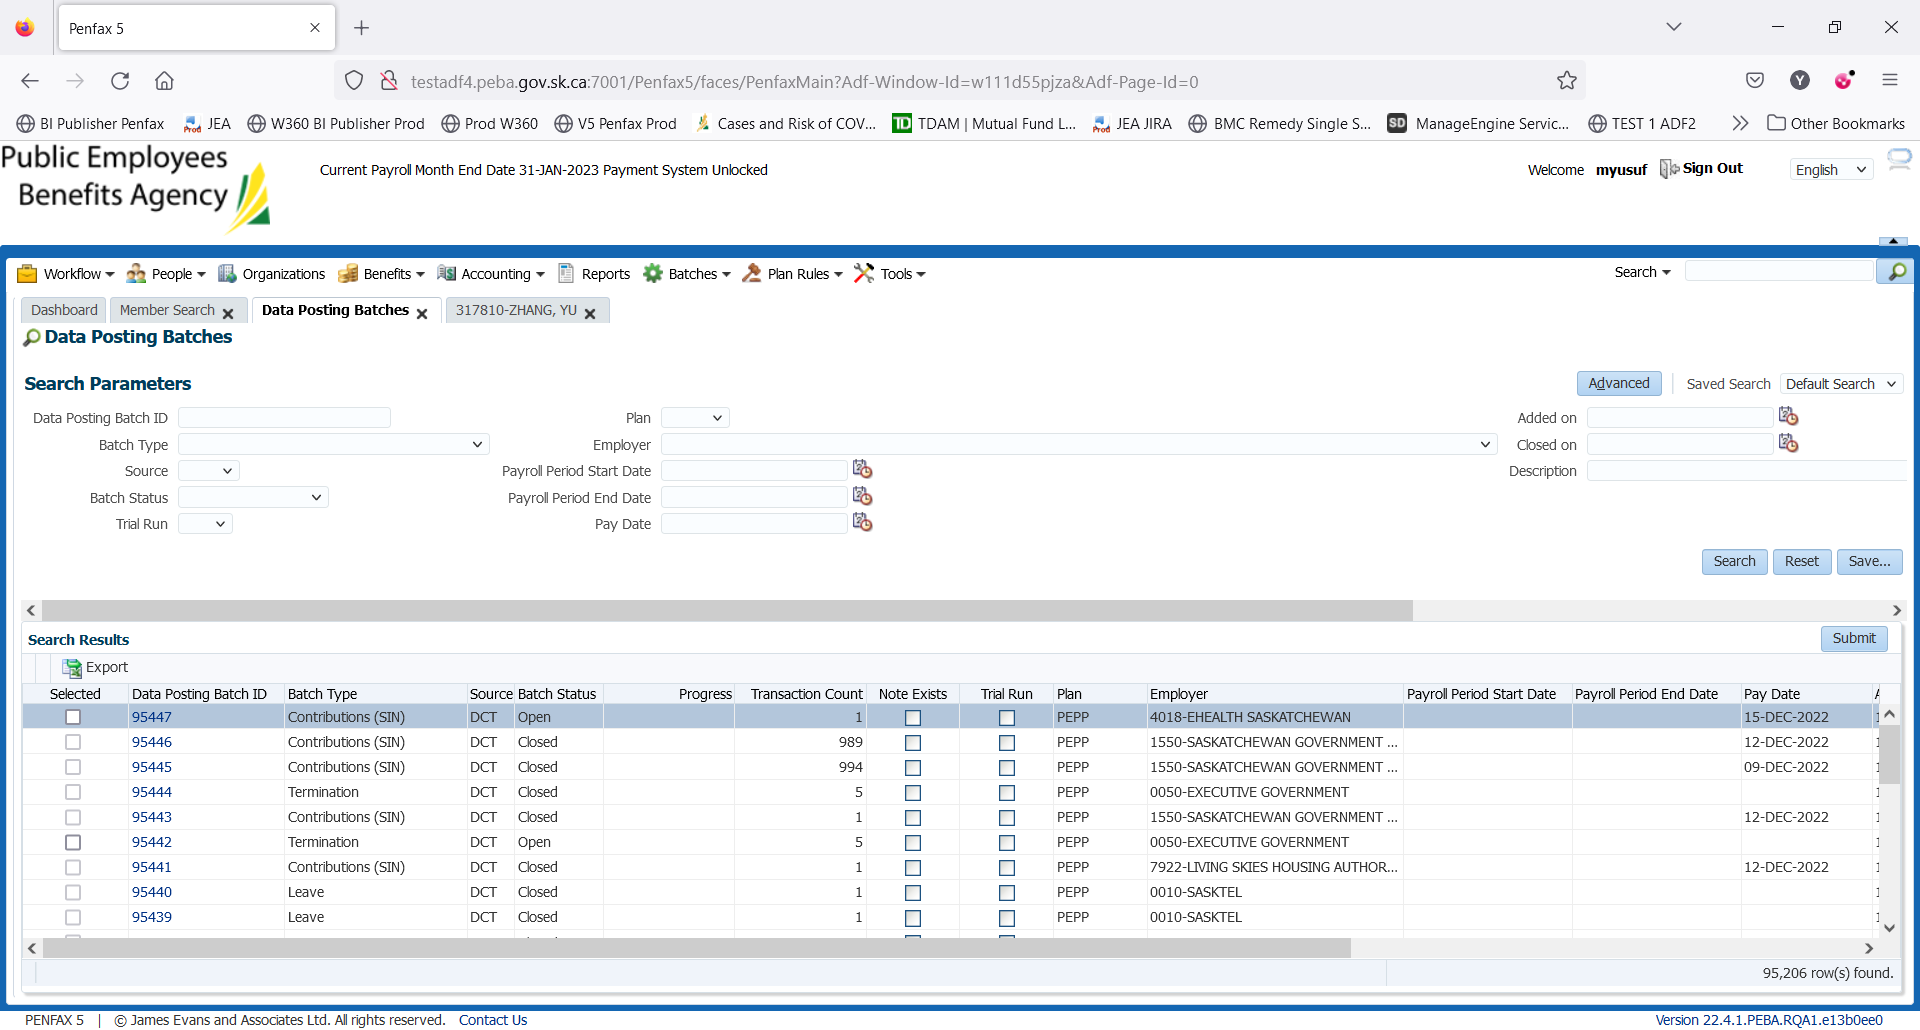 Penfax 5
testadf4.peba.gov.sk.ca:7001/Penfax5/faces/PenfaxMain?Adf-Window-Id=w111d55pjza&Adf-Page-Id=0
Y
BI Publisher Penfax JEA W360 BI Publisher Prod Prod W360 V5 Penfax Prod Cases and Risk of COV... TDAM | Mutual Fund L... JEA JIRA BMC Remedy Single S... SD ManageEngine Servic... TEST 1 ADF2 Other Bookmarks
Public Employees
Benefits Agency
Current Payroll Month End Date 31-JAN-2023 Payment System Unlocked
Welcome myusuf Sign Out English
Workflow People Organizations Benefits Accounting Reports Batches Plan Rules Tools Search
Dashboard Member Search Data Posting Batches 317810-ZHANG, YU
Data Posting Batches
Search Parameters Advanced Saved Search Default Search
Data Posting Batch ID Plan Added on
Batch Type Employer Closed on
Source Payroll Period Start Date Description
Batch Status Payroll Period End Date
Trial Run Pay Date
Search Reset Save...
Search Results Submit
Export
Selected Data Posting Batch ID Batch Type Source Batch Status Progress Transaction Count Note Exists Trial Run Plan Employer Payroll Period Start Date Payroll Period End Date Pay Date
95447 Contributions (SIN) DCT Open 1 PEPP 4018-EHEALTH SASKATCHEWAN 15-DEC-2022
95446 Contributions (SIN) DCT Closed 989 PEPP 1550-SASKATCHEWAN GOVERNMENT ... 12-DEC-2022
95445 Contributions (SIN) DCT Closed 994 PEPP 1550-SASKATCHEWAN GOVERNMENT ... 09-DEC-2022
95444 Termination DCT Closed 5 PEPP 0050-EXECUTIVE GOVERNMENT
95443 Contributions (SIN) DCT Closed 1 PEPP 1550-SASKATCHEWAN GOVERNMENT ... 12-DEC-2022
95442 Termination DCT Open 5 PEPP 0050-EXECUTIVE GOVERNMENT
95441 Contributions (SIN) DCT Closed 1 PEPP 7922-LIVING SKIES HOUSING AUTHOR... 12-DEC-2022
95440 Leave DCT Closed 1 PEPP 0010-SASKTEL
95439 Leave DCT Closed 1 PEPP 0010-SASKTEL
95,206 row(s) found.
PENFAX 5 | © James Evans and Associates Ltd. All rights reserved. Contact Us Version 22.4.1.PEBA.RQA1.e13b0ee0